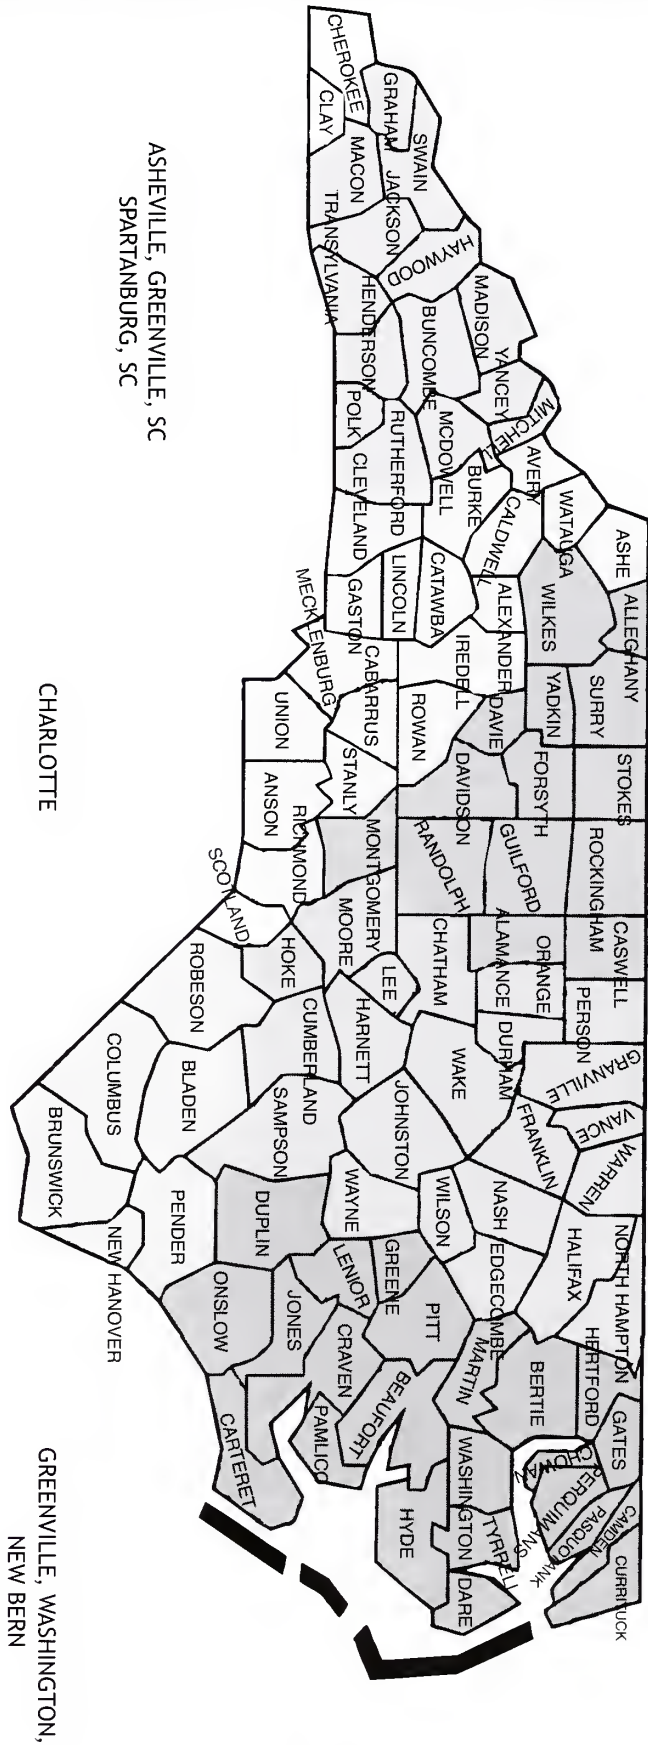 CHEROKEE
GRAHAM
CLAY
SWAIN
MACON
JACKSON
HAYWOOD
TRANSYLVANIA
HENDERSON
MADISON
BUNCOMBE
YANCEY
MITCHELL
AVERY
POLK
RUTHERFORD
MCDOWELL
CLEVELAND
BURKE
CALDWELL
WATAUGA
ASHE
ALLEGHANY
WILKES
ALEXANDER
CATAWBA
LINCOLN
GASTON
MECKLENBURG
IREDELL
CABARRUS
ROWAN
DAVIE
YADKIN
SURRY
STOKES
FORSYTH
DAVIDSON
UNION
STANLY
ANSON
RICHMOND
MONTGOMERY
RANDOLPH
GUILFORD
ROCKINGHAM
SCOTLAND
MOORE
CHATHAM
ALAMANCE
ORANGE
CASWELL
PERSON
HOKE
LEE
ROBESON
CUMBERLAND
HARNETT
WAKE
DURHAM
GRANVILLE
VANCE
WARREN
FRANKLIN
COLUMBUS
BLADEN
SAMPSON
JOHNSTON
BRUNSWICK
NEW HANOVER
PENDER
DUPLIN
WAYNE
WILSON
NASH
HALIFAX
NORTH HAMPTON
EDGECOMBE
ONSLOW
JONES
LENIOR
GREENE
PITT
MARTIN
BERTIE
HERTFORD
GATES
CRAVEN
CARTERET
PAMLICO
BEAUFORT
HYDE
WASHINGTON
WASHINGTON
TYRRELL
DARE
CHOWAN
PERQUIMANS
PASQUOTANK
CAMDEN
CURRITUCK
ASHEVILLE, GREENVILLE, SC
SPARTANBURG, SC
CHARLOTTE
GREENVILLE, WASHINGTON,
NEW BERN